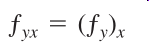 f_{yx} = (f_y)_x